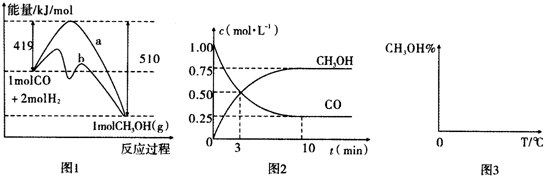 能量/kJ/mol
419
a
b
510
1molCO
+ 2molH₂
1molCH₃OH(g)
反应过程
图1
c(mol·L⁻¹)
1.00
0.75
0.50
0.25
0
CH₃OH
CO
3
10
t(min)
图2
CH₃OH%
0
T/℃
图3